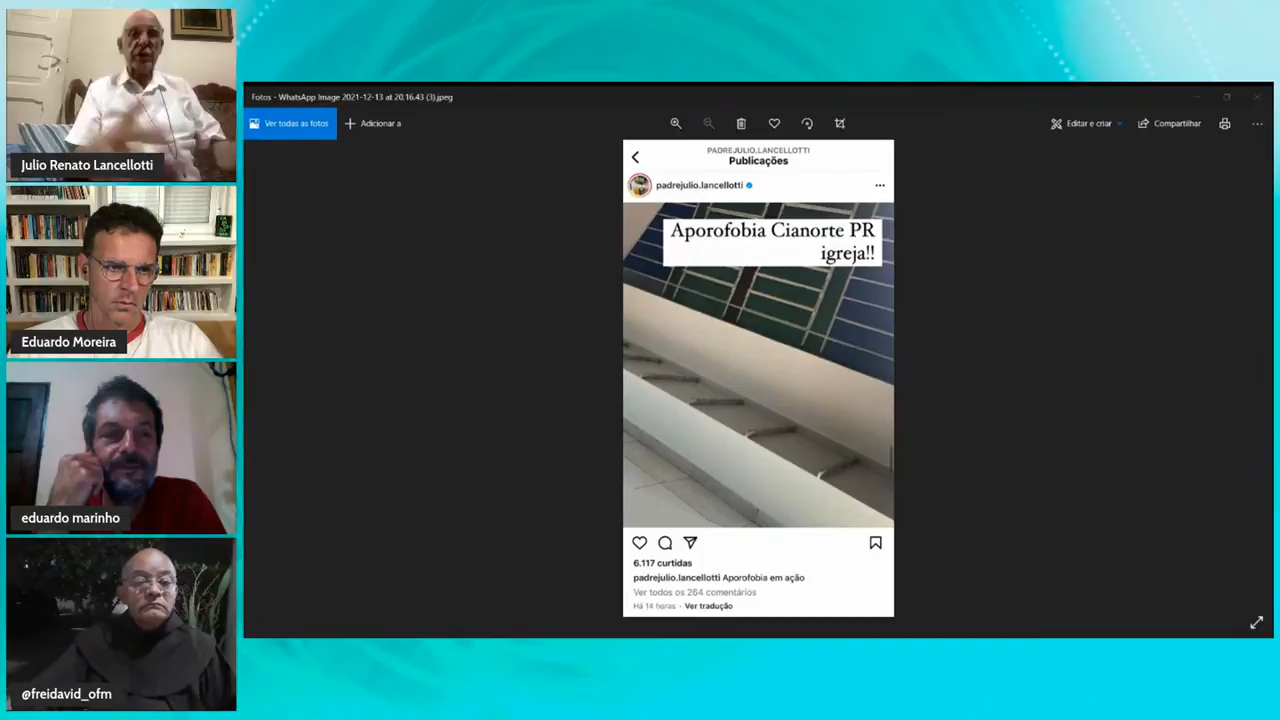 Julio Renato Lancellotti
Eduardo Moreira
eduardo marinho
@freidavid_ofm
Fotos - WhatsApp Image 2021-12-13 at 20.16.43 (3).jpeg
Ver todas as fotos
Adicionar a
Editar e criar
Compartilhar
PADREJULIO.LANCELLOTTI
Publicações
padrejulio.lancellotti
Aporofobia Cianorte PR
igreja!!
6.117 curtidas
padrejulio.lancellotti Aporofobia em ação
Ver todos os 264 comentários
Há 14 horas • Ver tradução